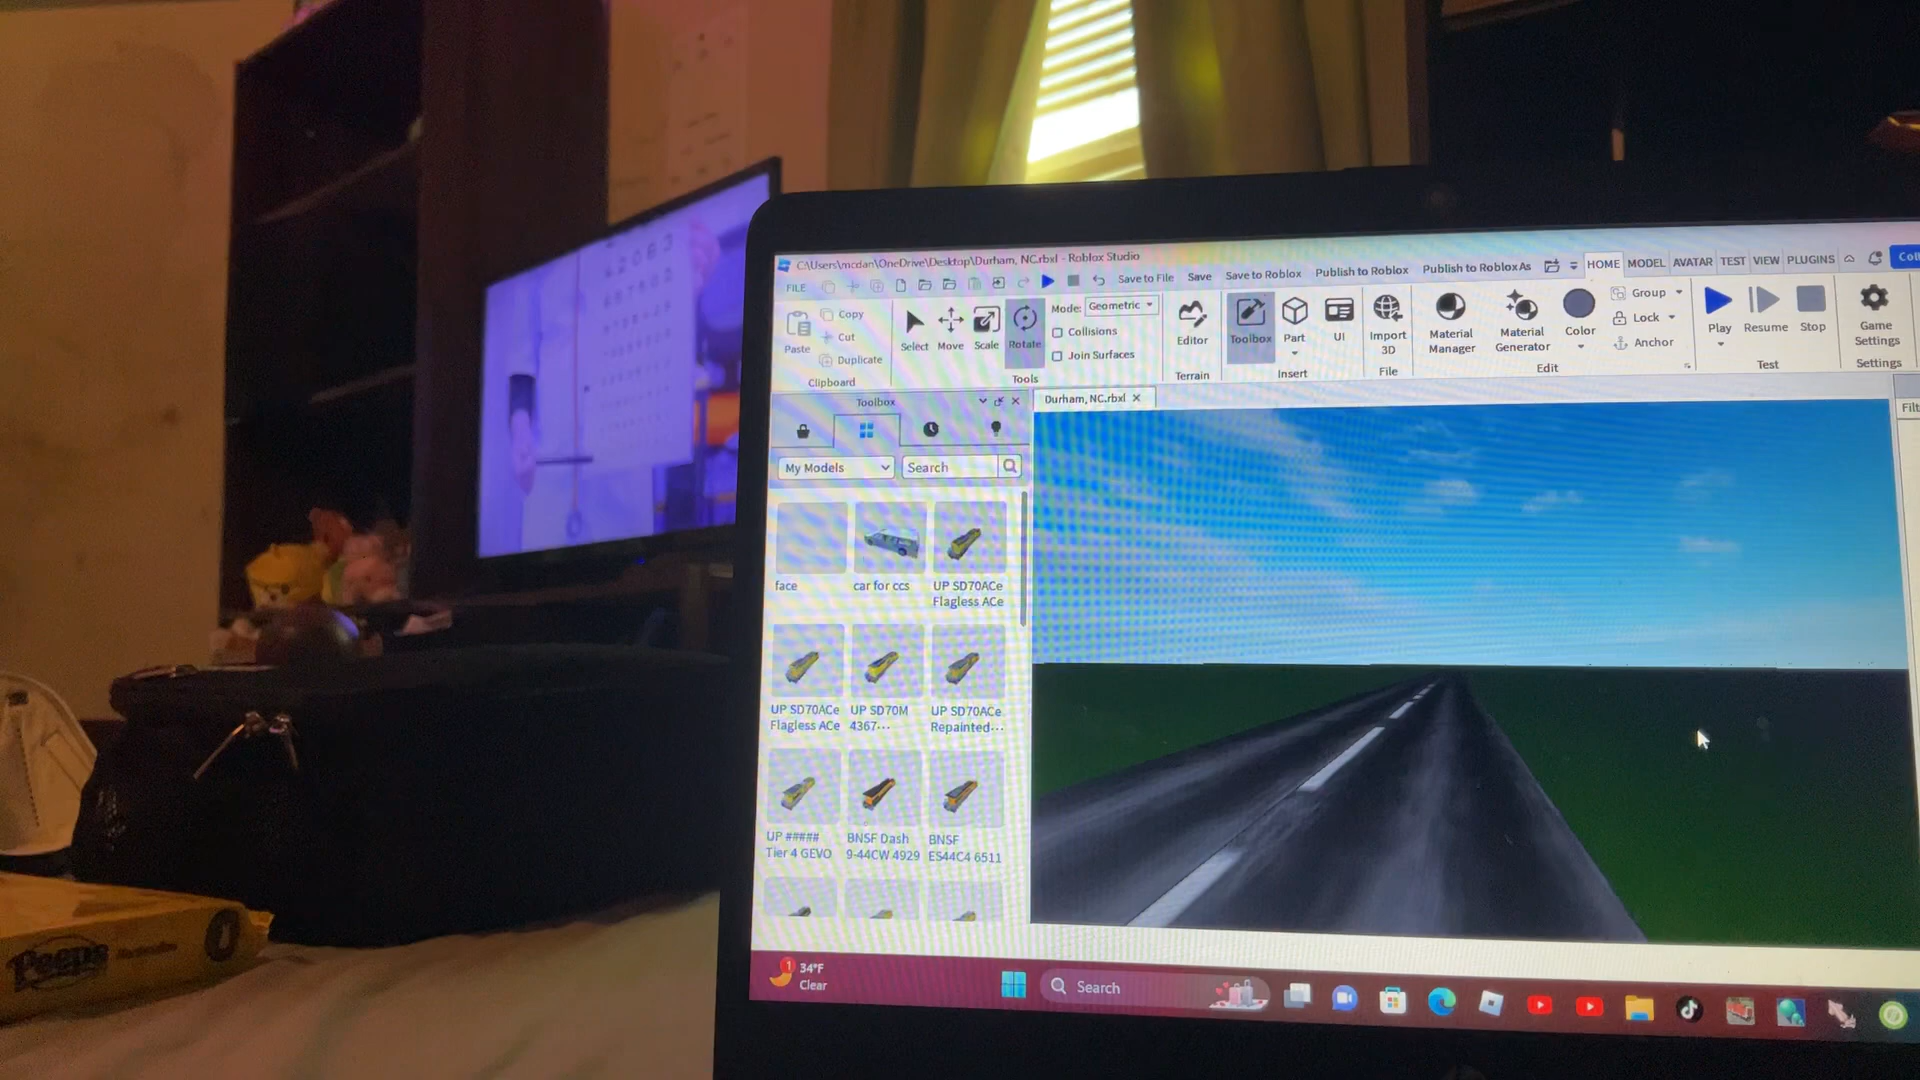 C:\Users\mcdan\OneDrive\Desktop\Durham, NC.rbxl - Roblox Studio
FILE
Save to File
Save
Save to Roblox
Publish to Roblox
Publish to Roblox As
HOME
MODEL
AVATAR
TEST
VIEW
PLUGINS
Coll
Paste
Copy
Cut
Duplicate
Clipboard
Select
Move
Scale
Rotate
Mode: Geometric
Collisions
Join Surfaces
Tools
Editor
Terrain
Toolbox
Part
UI
Insert
Import
3D
File
Material
Manager
Material
Generator
Color
Group
Lock
Anchor
Edit
Play
Resume
Stop
Test
Game
Settings
Settings
Toolbox
Durham, NC.rbxl
Filt
My Models
Search
face
car for ccs
UP SD70ACe
Flagless ACe
UP SD70ACe
Flagless ACe
UP SD70M
4367...
UP SD70ACe
Repainted...
UP #####
Tier 4 GEVO
BNSF Dash
9-44CW 4929
BNSF
ES44C4 6511
1
34°F
Clear
Search
Peeps